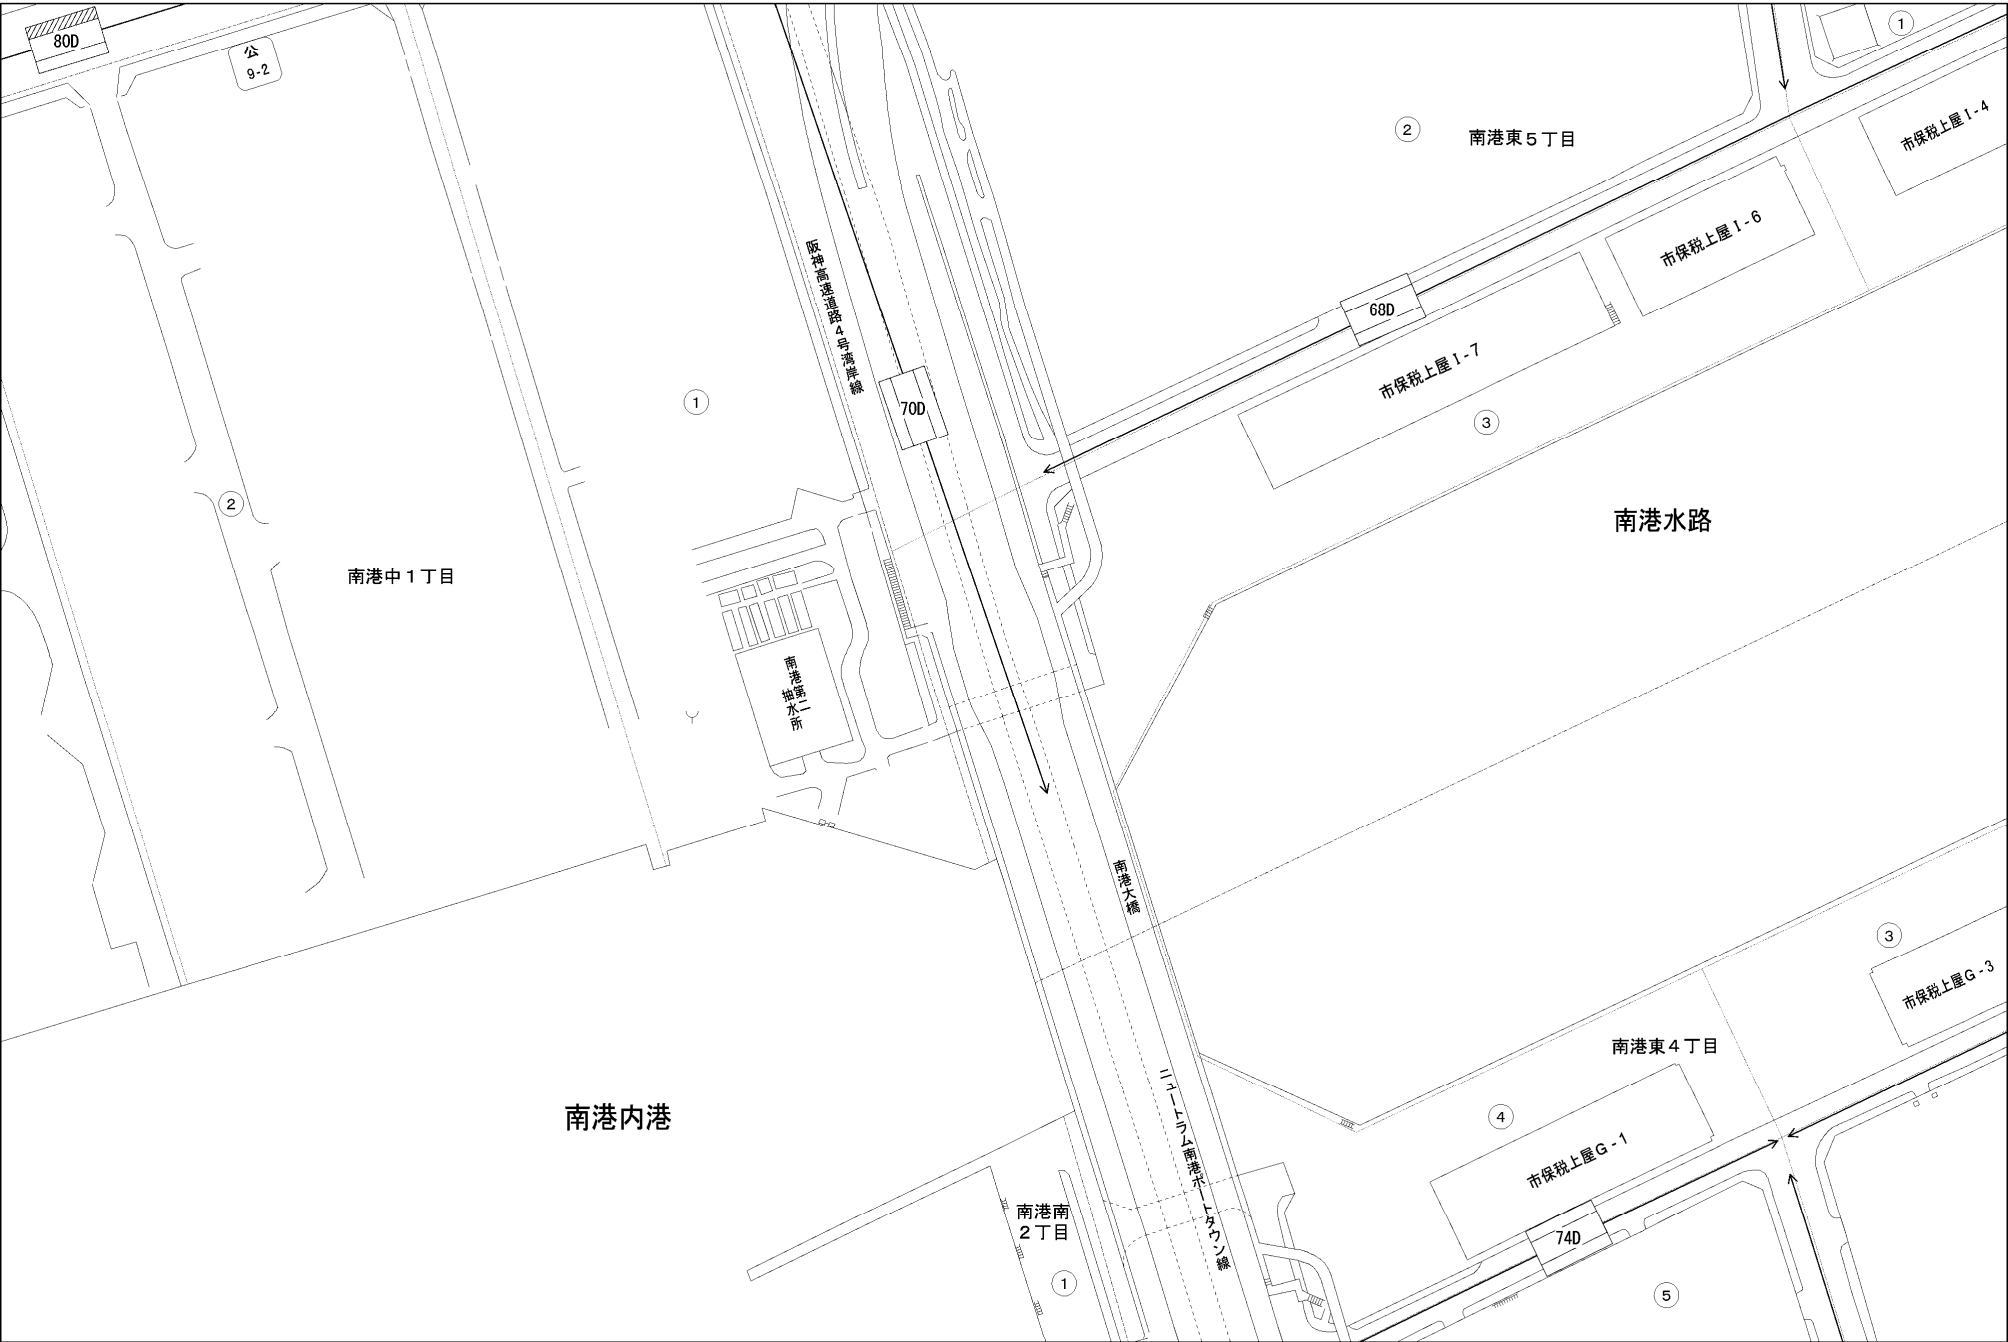 80D
公
9-2
①
②
南港東5丁目
市保税上屋I-4
市保税上屋I-6
阪神高速道路4号湾岸線
68D
市保税上屋I-7
①
70D
③
②
南港水路
南港中1丁目
南港第二
抽水所
南港大橋
③
市保税上屋G-3
南港東4丁目
南港内港
ニュートラム南港ポートタウン線
④
市保税上屋G-1
南港南
2丁目
74D
①
⑤